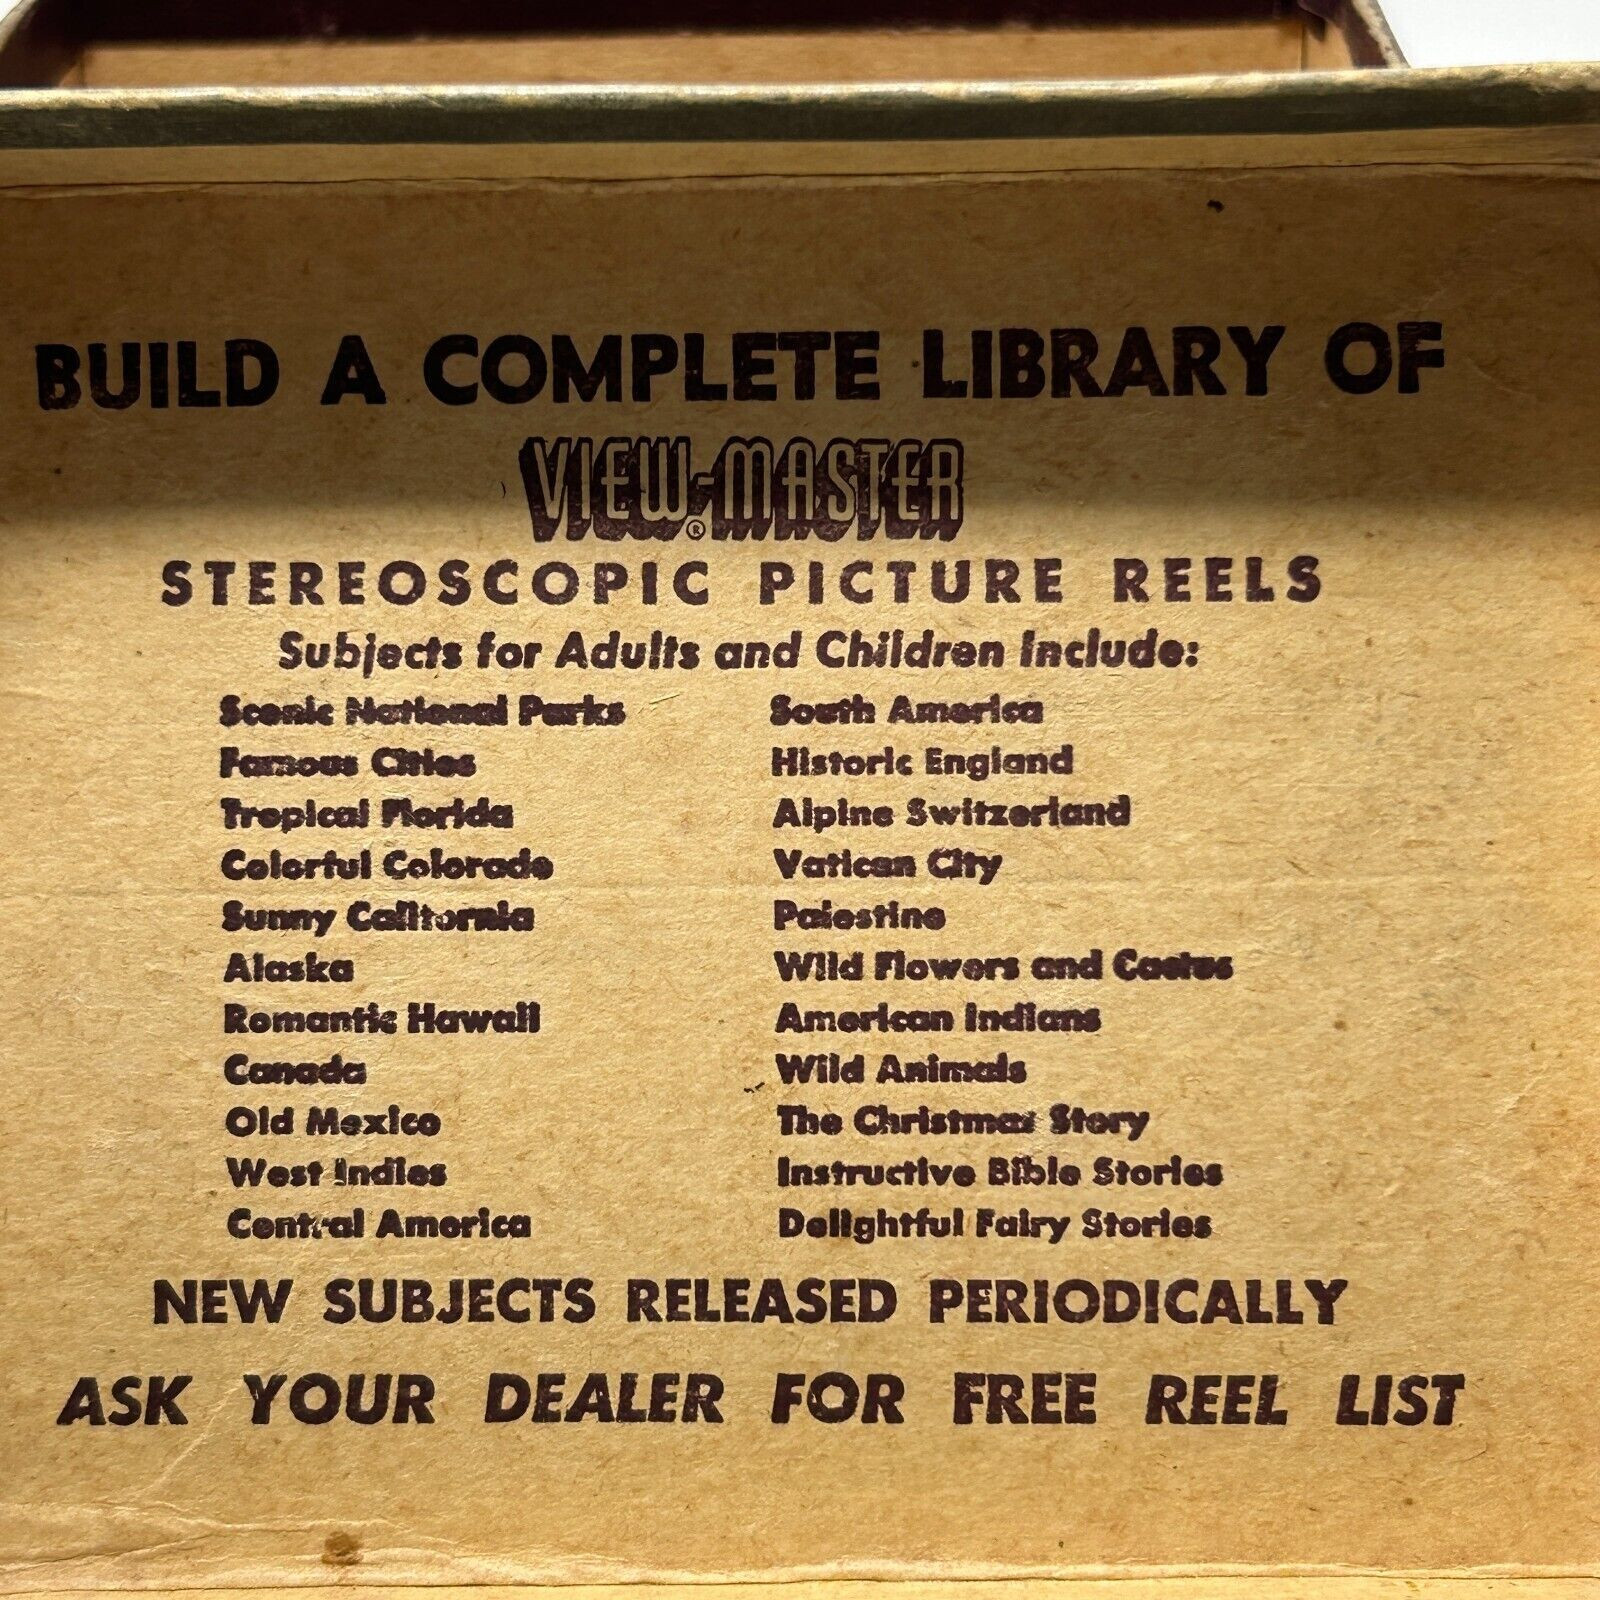 BUILD A COMPLETE LIBRARY OF
VIEW-MASTER ®
STEREOSCOPIC PICTURE REELS
Subjects for Adults and Children Include:
Scenic National Parks
Famous Cities
Tropical Florida
Colorful Colorado
Sunny California
Alaska
Romantic Hawaii
Canada
Old Mexico
West Indies
Central America
South America
Historic England
Alpine Switzerland
Vatican City
Palestine
Wild Flowers and Cactus
American Indians
Wild Animals
The Christmas Story
Instructive Bible Stories
Delightful Fairy Stories
NEW SUBJECTS RELEASED PERIODICALLY
ASK YOUR DEALER FOR FREE REEL LIST